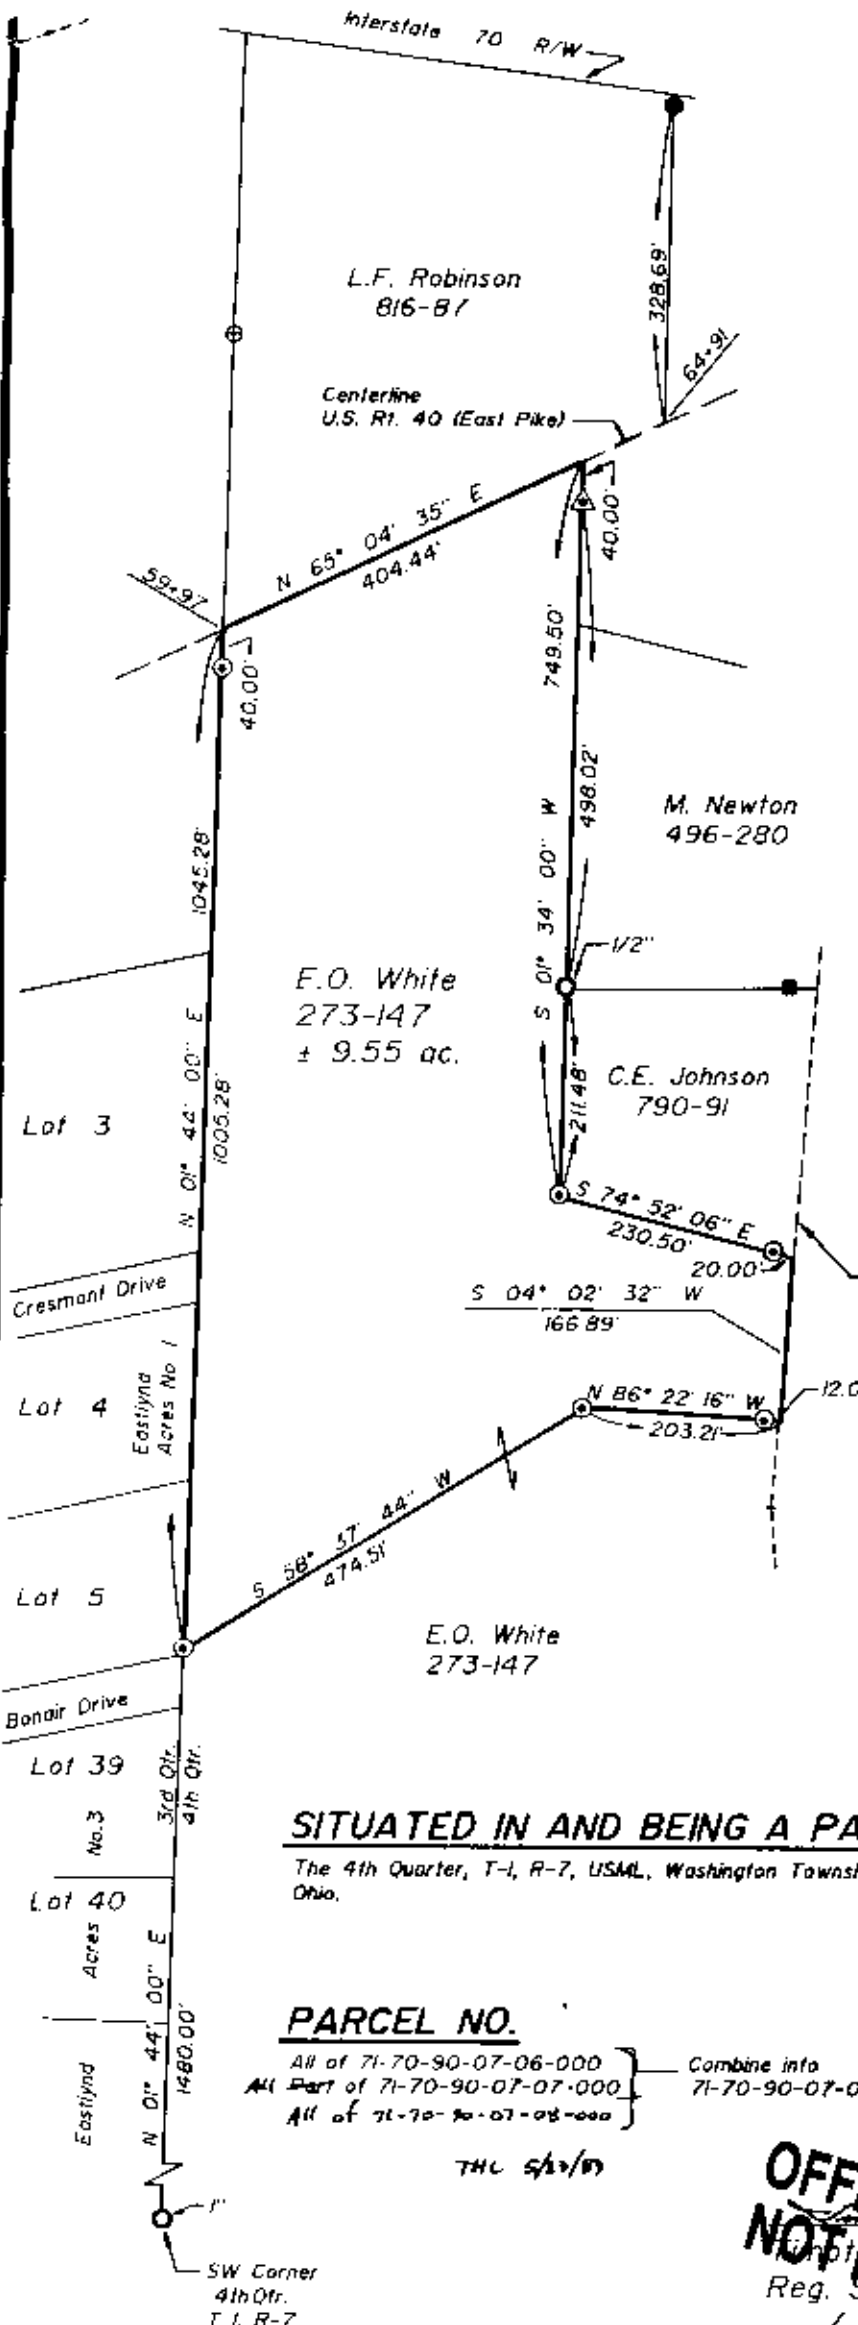 Interstate 70 R/W
L.F. Robinson
816-87
328.69'
64+91
Centerline
U.S. Rt. 40 (East Pike)
N 65° 04' 35" E
404.44'
40.00'
59+97
40.00'
749.50'
498.02'
S 01° 34' 00" W
M. Newton
496-280
1045.28'
1/2"
E.O. White
273-147
± 9.55 ac.
N 01° 44' 00" E
1005.28'
C.E. Johnson
790-91
211.48'
Lot 3
S 74° 52' 06" E
230.50'
20.00'
Cresmont Drive
S 04° 02' 32" W
166.89'
Lot 4
Eastlynd
Acres No 1
N 86° 22' 16" W
203.21'
12.0
S 58° 37' 44" W
474.51'
Lot 5
E.O. White
273-147
Bonair Drive
Lot 39
3rd Qtr.
4th Qtr.
No.3
SITUATED IN AND BEING A PA
The 4th Quarter, T-1, R-7, USML, Washington Townsh
Ohio.
Lot 40
Acres
N 01° 44' 00" E
1480.00'
Eastlynd
PARCEL NO.
All of 71-70-90-07-06-000
All Part of 71-70-90-07-07-000
All of 71-70-90-07-08-000
Combine into
71-70-90-07-0
1"
SW Corner
4th Qtr.
T 1, R-7
OFF
NOT
Reg.